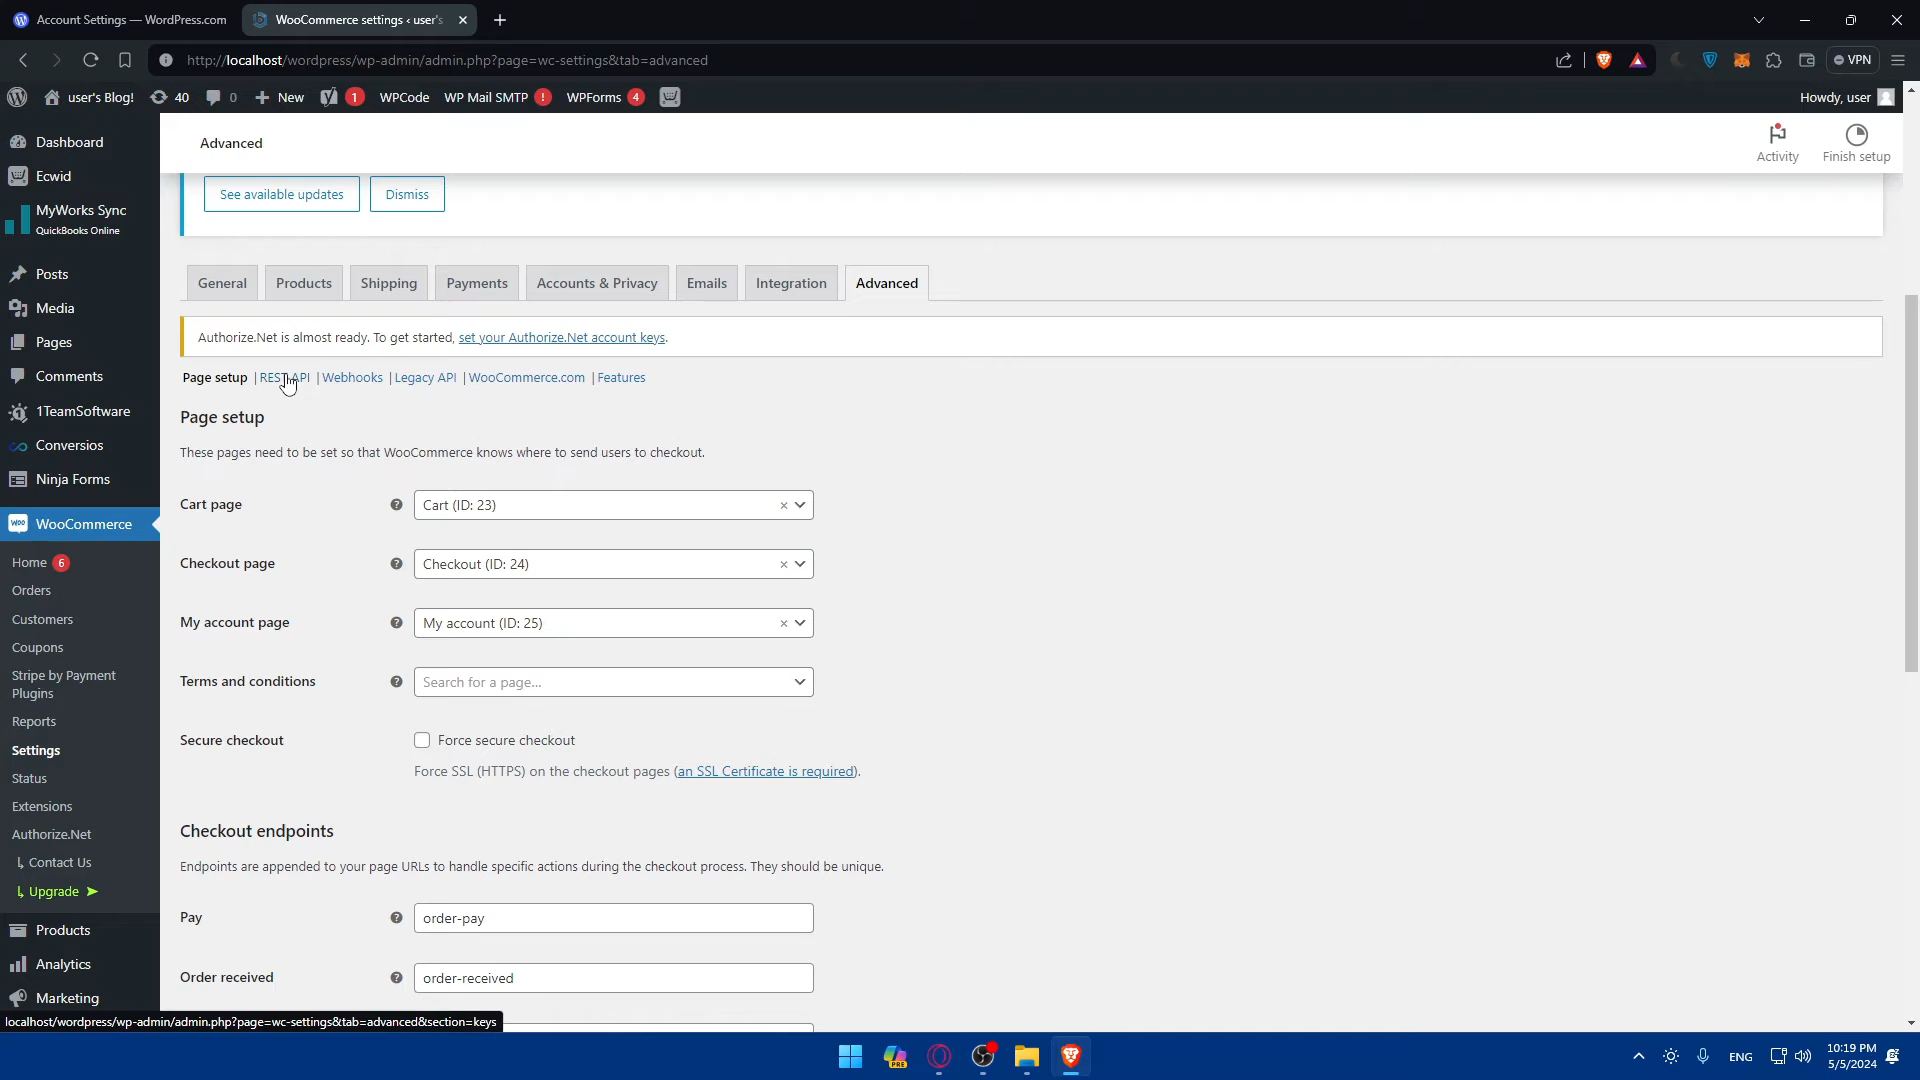 Account Settings — WordPress.com
WooCommerce settings ‹ user's
http://localhost/wordpress/wp-admin/admin.php?page=wc-settings&tab=advanced
VPN
user's Blog!
40
0
New
1
WPCode
WP Mail SMTP !
WPForms 4
Howdy, user
Dashboard
Ecwid
MyWorks Sync
QuickBooks Online
Posts
Media
Pages
Comments
1TeamSoftware
Conversios
Ninja Forms
WooCommerce
Home 6
Orders
Customers
Coupons
Stripe by Payment
Plugins
Reports
Settings
Status
Extensions
Authorize.Net
↳ Contact Us
↳ Upgrade ➤
Products
Analytics
Marketing
Advanced
Activity
Finish setup
See available updates
Dismiss
General
Products
Shipping
Payments
Accounts & Privacy
Emails
Integration
Advanced
Authorize.Net is almost ready. To get started, set your Authorize.Net account keys.
Page setup | REST API | Webhooks | Legacy API | WooCommerce.com | Features
Page setup
These pages need to be set so that WooCommerce knows where to send users to checkout.
Cart page
Cart (ID: 23)
Checkout page
Checkout (ID: 24)
My account page
My account (ID: 25)
Terms and conditions
Search for a page...
Secure checkout
Force secure checkout
Force SSL (HTTPS) on the checkout pages (an SSL Certificate is required).
Checkout endpoints
Endpoints are appended to your page URLs to handle specific actions during the checkout process. They should be unique.
Pay
order-pay
Order received
order-received
localhost/wordpress/wp-admin/admin.php?page=wc-settings&tab=advanced&section=keys
PRE
ENG
10:19 PM
5/5/2024